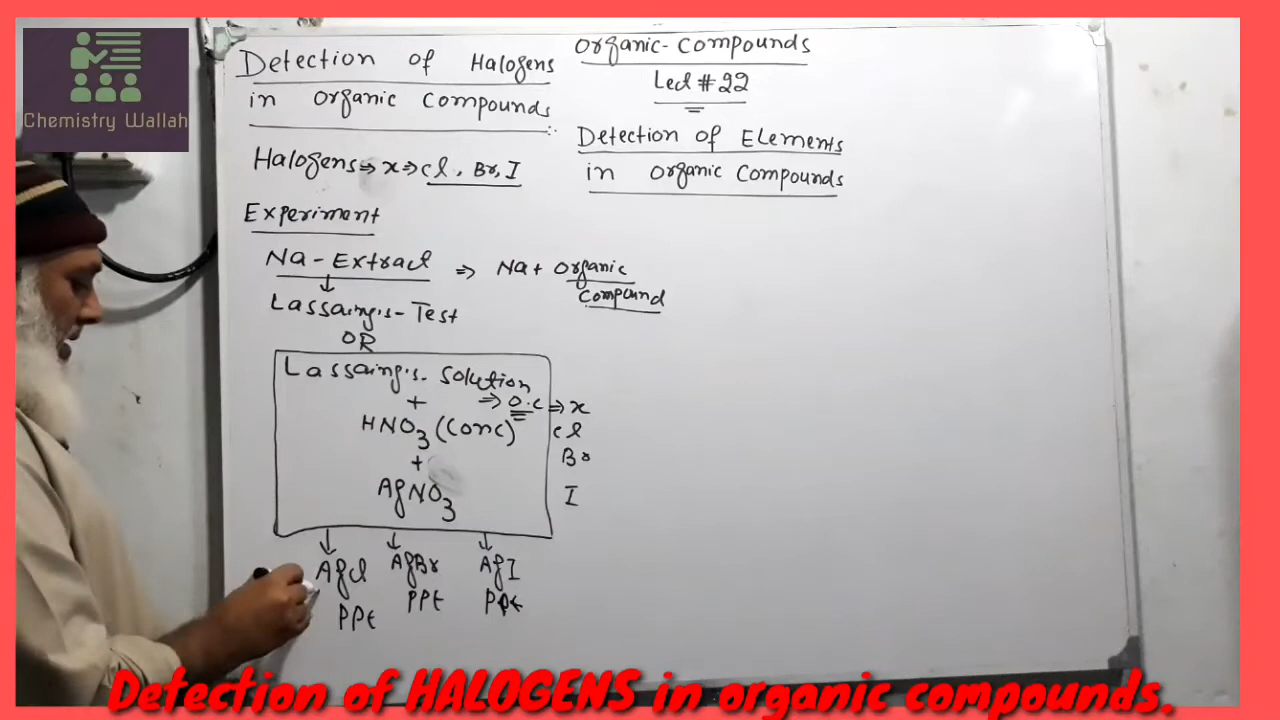 Chemistry Wallah
Detection of Halogens
in organic compounds
Halogens ⇒ x ⇒ Cl, Br, I
Experiment
Na - Extract ⇒ Na + Organic
Compound
↓
Lassaing's - Test
OR
Lassaing's - Solution
+ ⇒ O.C ⇒ x
HNO3 (Conc) Cl
+ Br
AgNO3 I
↓ ↓ ↓
AgCl AgBr AgI
PPt PPt PPt
Organic - Compounds
Lect # 22
Detection of Elements
in organic compounds
Detection of HALOGENS in organic compounds.